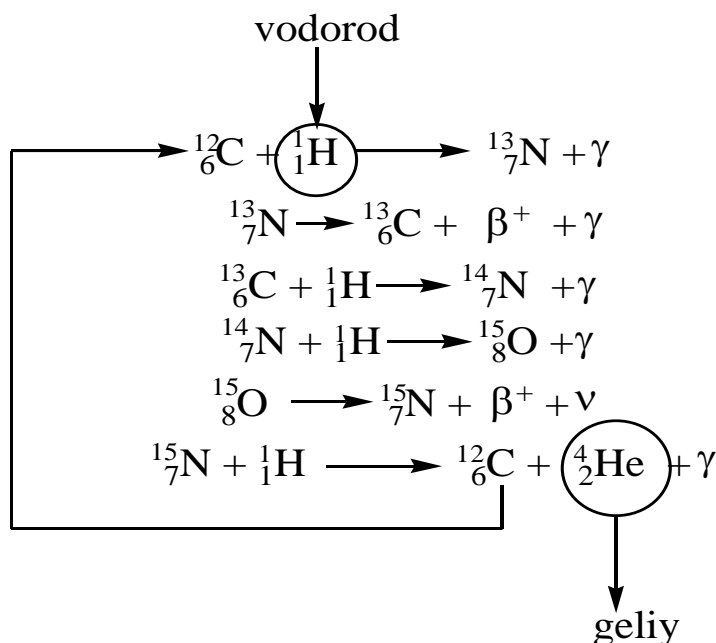 vodorod
¹²₆C + ¹₁H → ¹³₇N + γ
¹³₇N → ¹³₆C + β⁺ + γ
¹³₆C + ¹₁H → ¹⁴₇N + γ
¹⁴₇N + ¹₁H → ¹⁵₈O + γ
¹⁵₈O → ¹⁵₇N + β⁺ + ν
¹⁵₇N + ¹₁H → ¹²₆C + ⁴₂He + γ
geliy